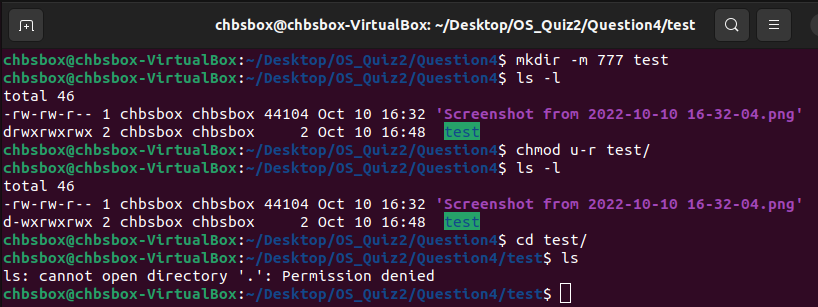 chbsbox@chbsbox-VirtualBox: ~/Desktop/OS_Quiz2/Question4/test
chbsbox@chbsbox-VirtualBox:~/Desktop/OS_Quiz2/Question4$ mkdir -m 777 test
chbsbox@chbsbox-VirtualBox:~/Desktop/OS_Quiz2/Question4$ ls -l
total 46
-rw-rw-r-- 1 chbsbox chbsbox 44104 Oct 10 16:32 'Screenshot from 2022-10-10 16-32-04.png'
drwxrwxrwx 2 chbsbox chbsbox     2 Oct 10 16:48  test
chbsbox@chbsbox-VirtualBox:~/Desktop/OS_Quiz2/Question4$ chmod u-r test/
chbsbox@chbsbox-VirtualBox:~/Desktop/OS_Quiz2/Question4$ ls -l
total 46
-rw-rw-r-- 1 chbsbox chbsbox 44104 Oct 10 16:32 'Screenshot from 2022-10-10 16-32-04.png'
d-wxrwxrwx 2 chbsbox chbsbox     2 Oct 10 16:48  test
chbsbox@chbsbox-VirtualBox:~/Desktop/OS_Quiz2/Question4$ cd test/
chbsbox@chbsbox-VirtualBox:~/Desktop/OS_Quiz2/Question4/test$ ls
ls: cannot open directory '.': Permission denied
chbsbox@chbsbox-VirtualBox:~/Desktop/OS_Quiz2/Question4/test$